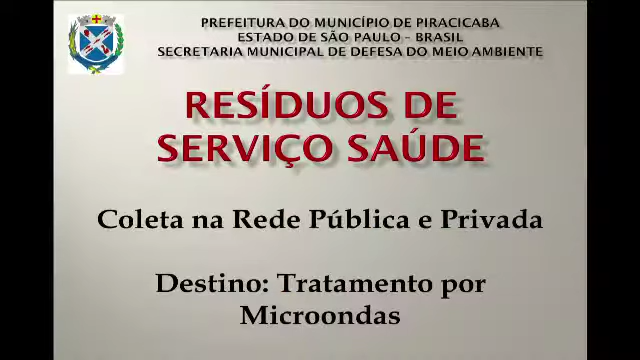 PREFEITURA DO MUNICÍPIO DE PIRACICABA
ESTADO DE SÃO PAULO – BRASIL
SECRETARIA MUNICIPAL DE DEFESA DO MEIO AMBIENTE
RESÍDUOS DE
SERVIÇO SAÚDE
Coleta na Rede Pública e Privada
Destino: Tratamento por
Microondas